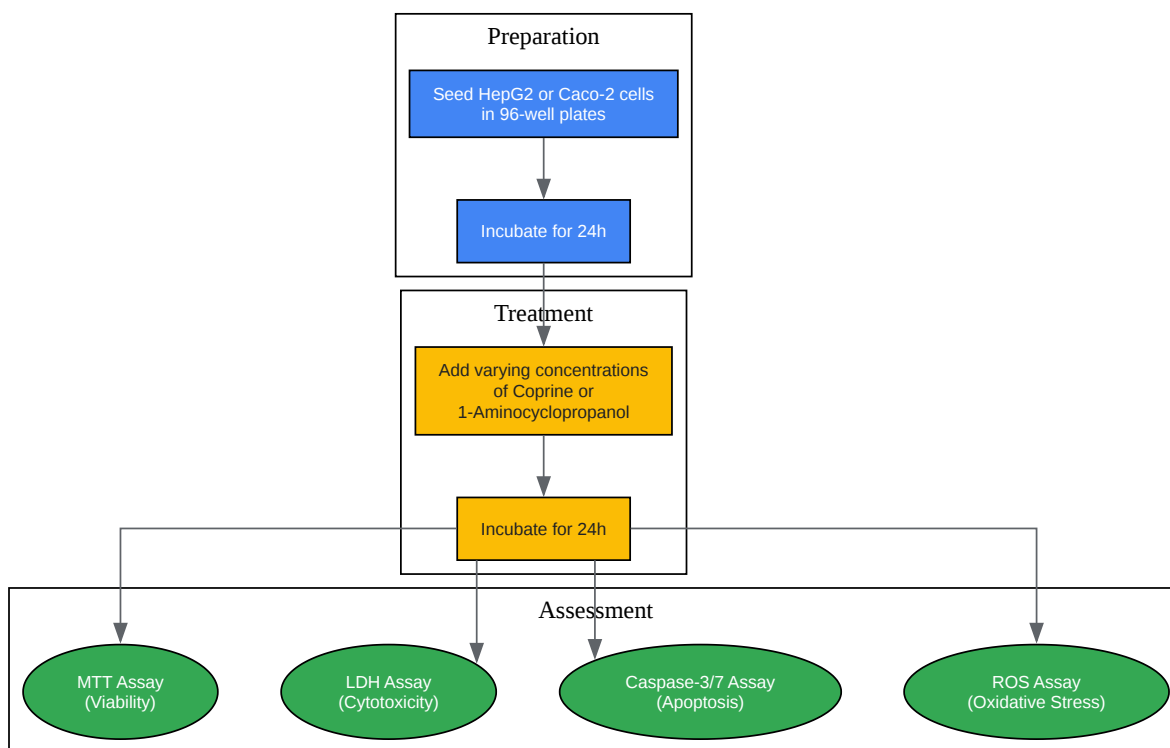 Preparation
Seed HepG2 or Caco-2 cells
in 96-well plates
Incubate for 24h
Treatment
Add varying concentrations
of Coprine or
1-Aminocyclopropanol
Incubate for 24h
Assessment
MTT Assay
(Viability)
LDH Assay
(Cytotoxicity)
Caspase-3/7 Assay
(Apoptosis)
ROS Assay
(Oxidative Stress)